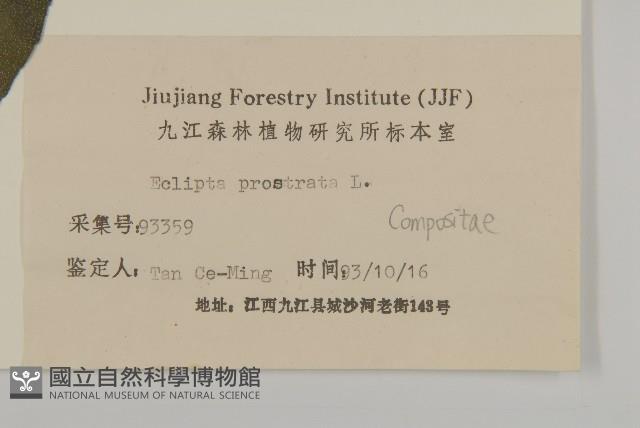 Jiujiang Forestry Institute (JJF)
九江森林植物研究所标本室
Eclipta prostrata L.
采集号:93359
Compositae
鉴定人: Tan Ce-Ming 时间:93/10/16
地址: 江西九江县城沙河老街143号
國立自然科學博物館
NATIONAL MUSEUM OF NATURAL SCIENCE